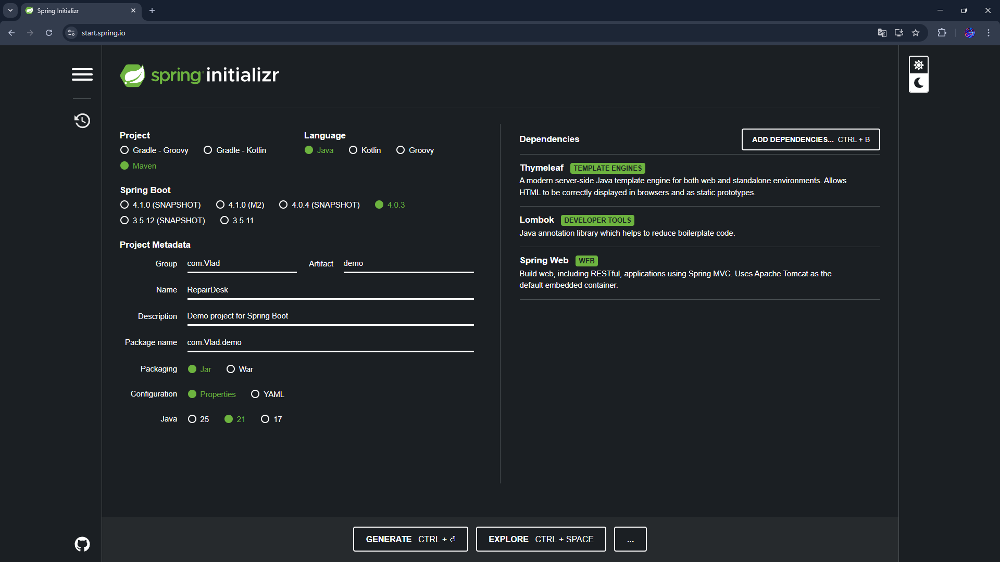 Spring Initializr
start.spring.io
spring initializr
Project
Gradle - Groovy
Gradle - Kotlin
Maven
Language
Java
Kotlin
Groovy
Spring Boot
4.1.0 (SNAPSHOT)
4.1.0 (M2)
4.0.4 (SNAPSHOT)
4.0.3
3.5.12 (SNAPSHOT)
3.5.11
Project Metadata
Group
com.Vlad
Artifact
demo
Name
RepairDesk
Description
Demo project for Spring Boot
Package name
com.Vlad.demo
Packaging
Jar
War
Configuration
Properties
YAML
Java
25
21
17
Dependencies
ADD DEPENDENCIES... CTRL + B
Thymeleaf TEMPLATE ENGINES
A modern server-side Java template engine for both web and standalone environments. Allows
HTML to be correctly displayed in browsers and as static prototypes.
Lombok DEVELOPER TOOLS
Java annotation library which helps to reduce boilerplate code.
Spring Web WEB
Build web, including RESTful, applications using Spring MVC. Uses Apache Tomcat as the
default embedded container.
GENERATE CTRL + ⏎
EXPLORE CTRL + SPACE
...